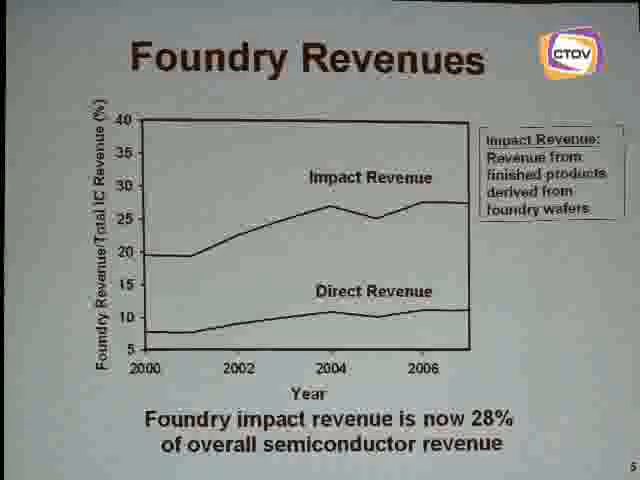 Foundry Revenues
CTOV
Foundry Revenue/Total IC Revenue (%)
40
35
30
25
20
15
10
5
Impact Revenue
Direct Revenue
Impact Revenue:
Revenue from
finished products
derived from
foundry wafers
2000
2002
2004
2006
Year
Foundry impact revenue is now 28%
of overall semiconductor revenue
5